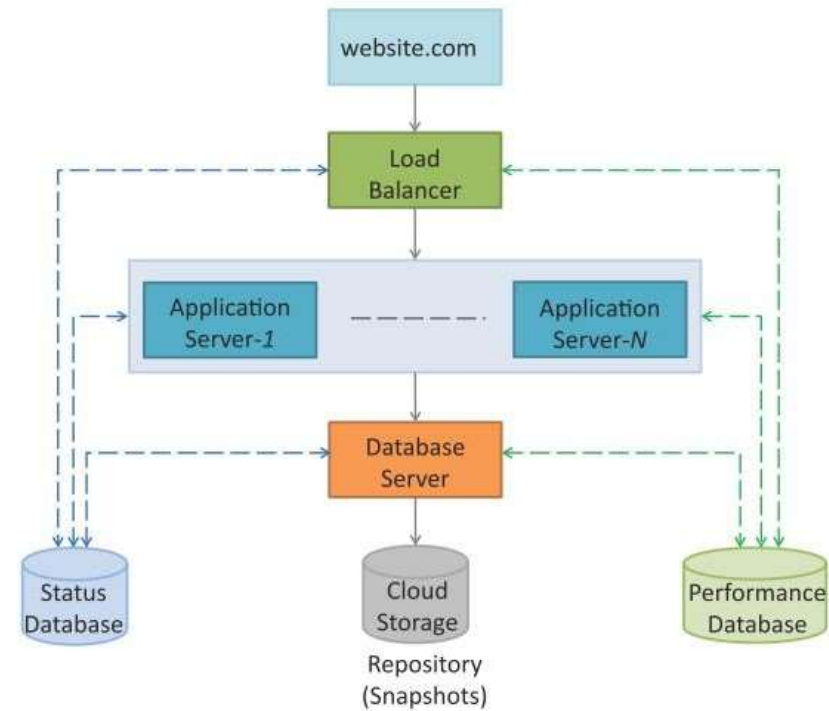 website.com
Load
Balancer
Application
Server-1
Application
Server-N
Database
Server
Status
Database
Cloud
Storage
Performance
Database
Repository
(Snapshots)